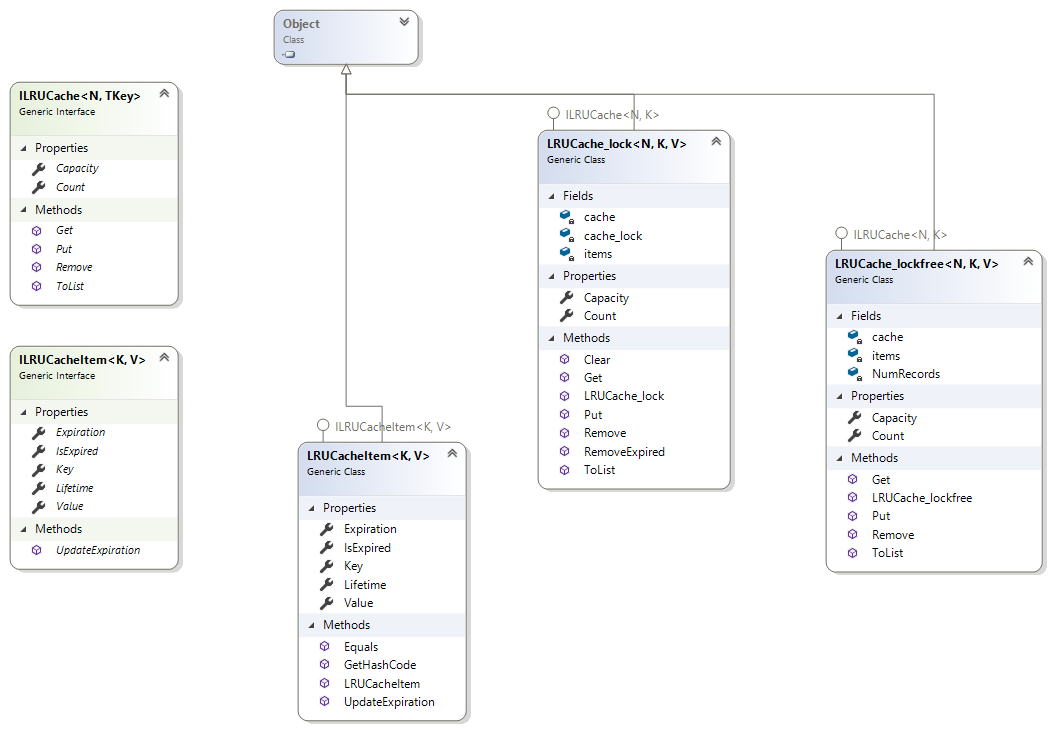 Object
Class
ILRUCache<N, TKey>
Generic Interface
Properties
Capacity
Count
Methods
Get
Put
Remove
ToList
ILRUCacheItem<K, V>
Generic Interface
Properties
Expiration
IsExpired
Key
Lifetime
Value
Methods
UpdateExpiration
ILRUCacheItem<K, V>
LRUCacheItem<K, V>
Generic Class
Properties
Expiration
IsExpired
Key
Lifetime
Value
Methods
Equals
GetHashCode
LRUCacheItem
UpdateExpiration
ILRUCache<N, K>
LRUCache_lock<N, K, V>
Generic Class
Fields
cache
cache_lock
items
Properties
Capacity
Count
Methods
Clear
Get
LRUCache_lock
Put
Remove
RemoveExpired
ToList
ILRUCache<N, K>
LRUCache_lockfree<N, K, V>
Generic Class
Fields
cache
items
NumRecords
Properties
Capacity
Count
Methods
Get
LRUCache_lockfree
Put
Remove
ToList